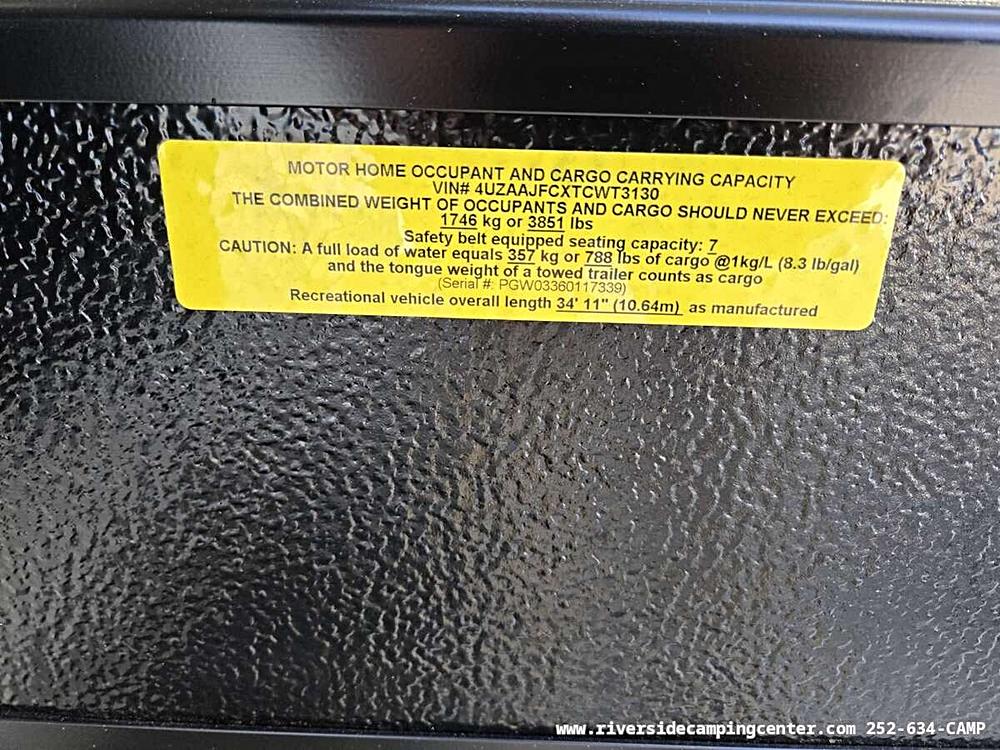 MOTOR HOME OCCUPANT AND CARGO CARRYING CAPACITY
VIN# 4UZAAJFCXTCWT3130
THE COMBINED WEIGHT OF OCCUPANTS AND CARGO SHOULD NEVER EXCEED:
1746 kg or 3851 lbs
Safety belt equipped seating capacity: 7
CAUTION: A full load of water equals 357 kg or 788 lbs of cargo @1kg/L (8.3 lb/gal)
and the tongue weight of a towed trailer counts as cargo
(Serial #: PGW03360117339)
Recreational vehicle overall length 34' 11" (10.64m) as manufactured
www.riversidecampingcenter.com 252-634-CAMP